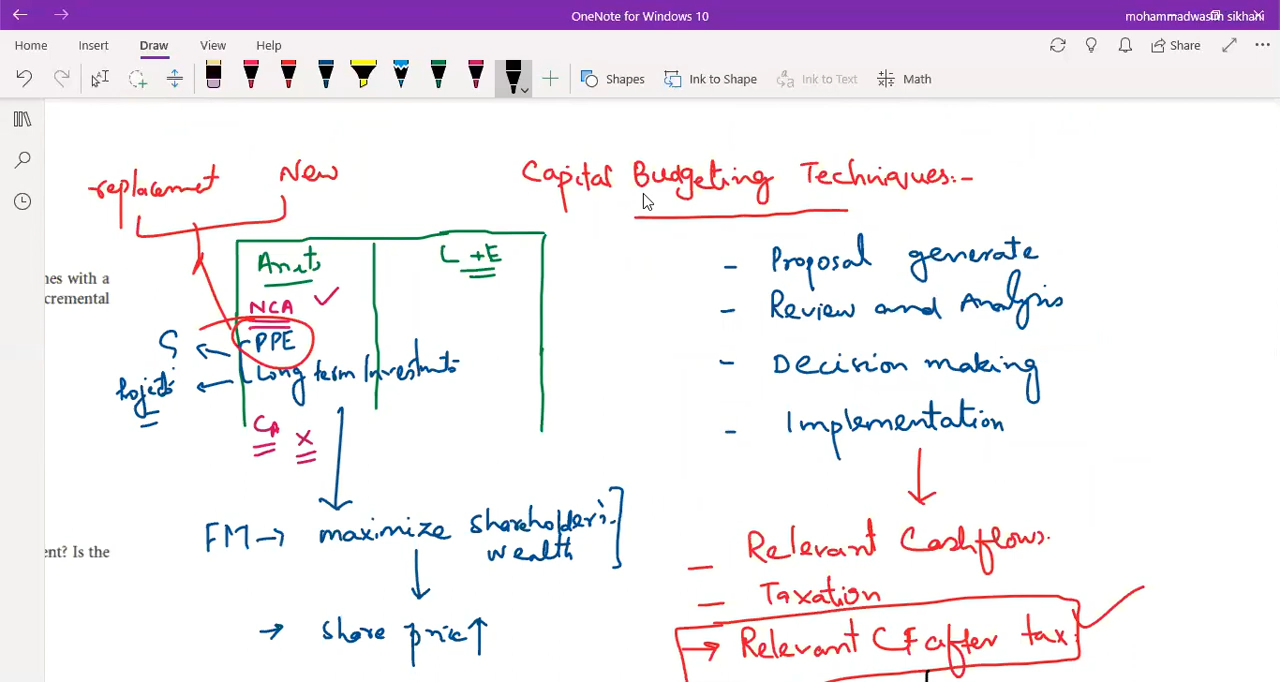 OneNote for Windows 10
mohammadwasim sikhani
Home Insert Draw View Help
Share
Shapes Ink to Shape Ink to Text Math
replacement New
Capital Budgeting Techniques:-
Assets L+E
NCA ✓
PPE
Long term Investments
Projects
CA X
FM → maximize shareholder's
wealth
→ share price ↑
- Proposal generate
- Review and Analysis
- Decision making
- Implementation
Relevant Cashflows.
- Taxation
→ Relevant CF after tax.
nes with a
cremental
ent? Is the